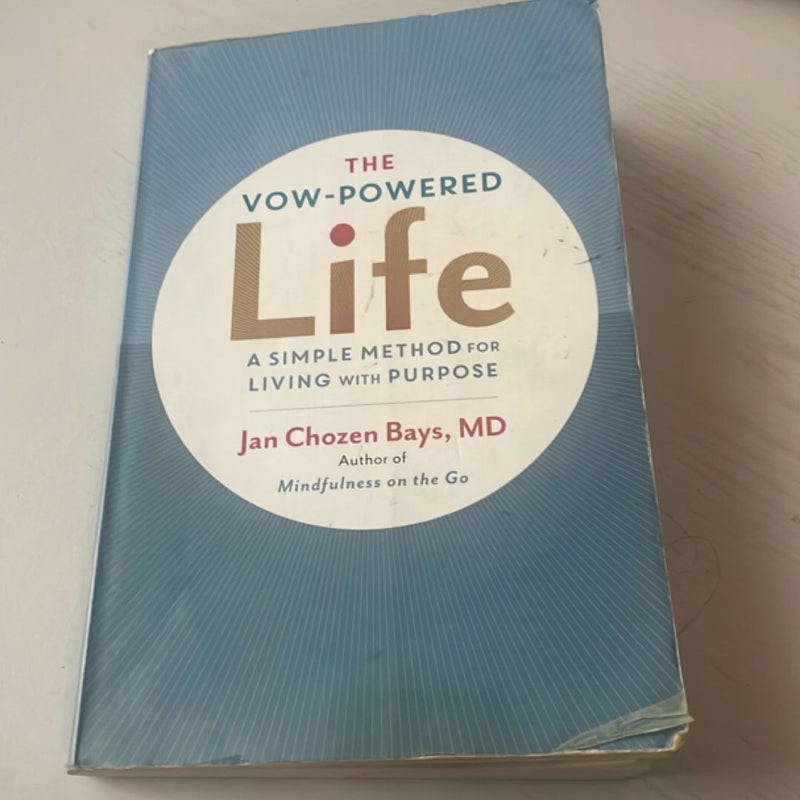 THE
VOW-POWERED
Life
A SIMPLE METHOD FOR
LIVING WITH PURPOSE
Jan Chozen Bays, MD
Author of
Mindfulness on the Go